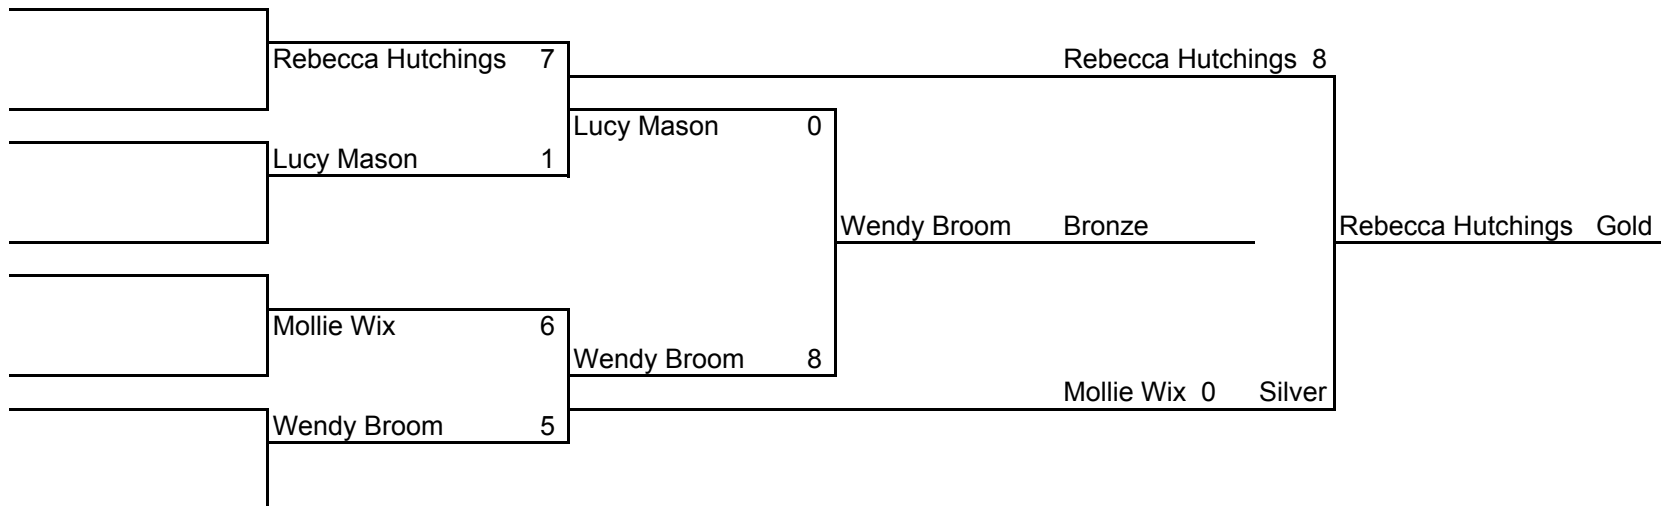 Rebecca Hutchings 7 Rebecca Hutchings 8
Lucy Mason 0
Lucy Mason 1
Wendy Broom Bronze Rebecca Hutchings Gold
Mollie Wix 6
Wendy Broom 8
Mollie Wix 0 Silver
Wendy Broom 5